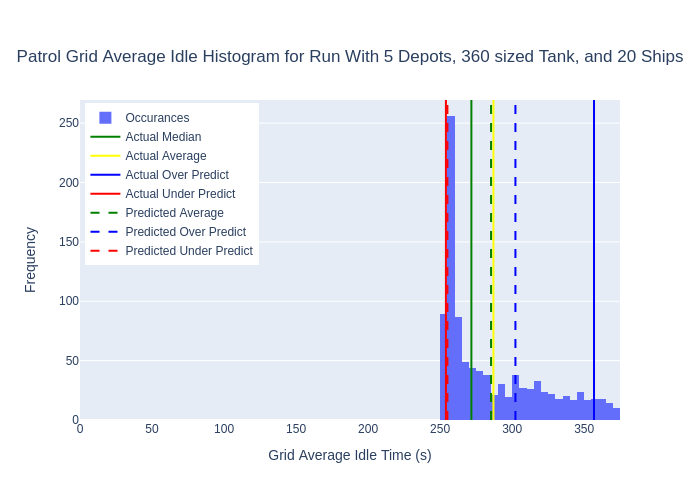 Patrol Grid Average Idle Histogram for Run With 5 Depots, 360 sized Tank, and 20 Ships
Occurances
Actual Median
Actual Average
Actual Over Predict
Actual Under Predict
Predicted Average
Predicted Over Predict
Predicted Under Predict
250
200
150
100
50
0
Frequency
0 50 100 150 200 250 300 350
Grid Average Idle Time (s)